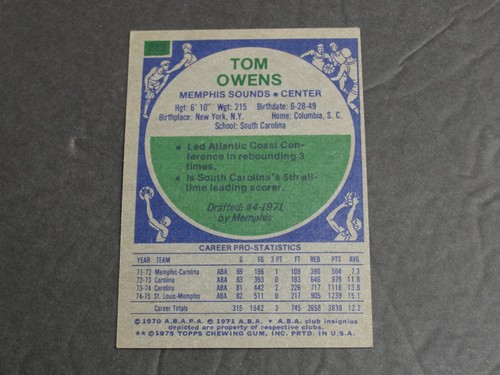 TOM
OWENS
MEMPHIS SOUNDS • CENTER
Hgt: 6' 10" Wgt: 215 Birthdate: 6-28-49
Birthplace: New York, N.Y. Home: Columbia, S. C.
School: South Carolina
• Led Atlantic Coast Con-
ference in rebounding 3
times.
• Is South Carolina's 5th all-
time leading scorer.
Drafted: #4-1971
by Memphis
CAREER PRO-STATISTICS
YEAR TEAM G FG 3 PT FT REB PTS AVG
71-72 Memphis-Carolina ABA 69 196 1 109 380 504 7.3
72-73 Carolina ABA 83 393 0 193 646 979 11.8
73-74 Carolina ABA 81 442 2 226 717 1116 13.8
74-75 St. Louis-Memphis ABA 82 511 0 217 905 1239 15.1
Career Totals 315 1542 3 745 2658 3838 12.2
©1970 A.B.A.P.A. ©1971 A.B.A. A.B.A. club insignias
depicted are property of respective clubs.
**©1975 TOPPS CHEWING GUM, INC. PRTD. IN U.S.A.